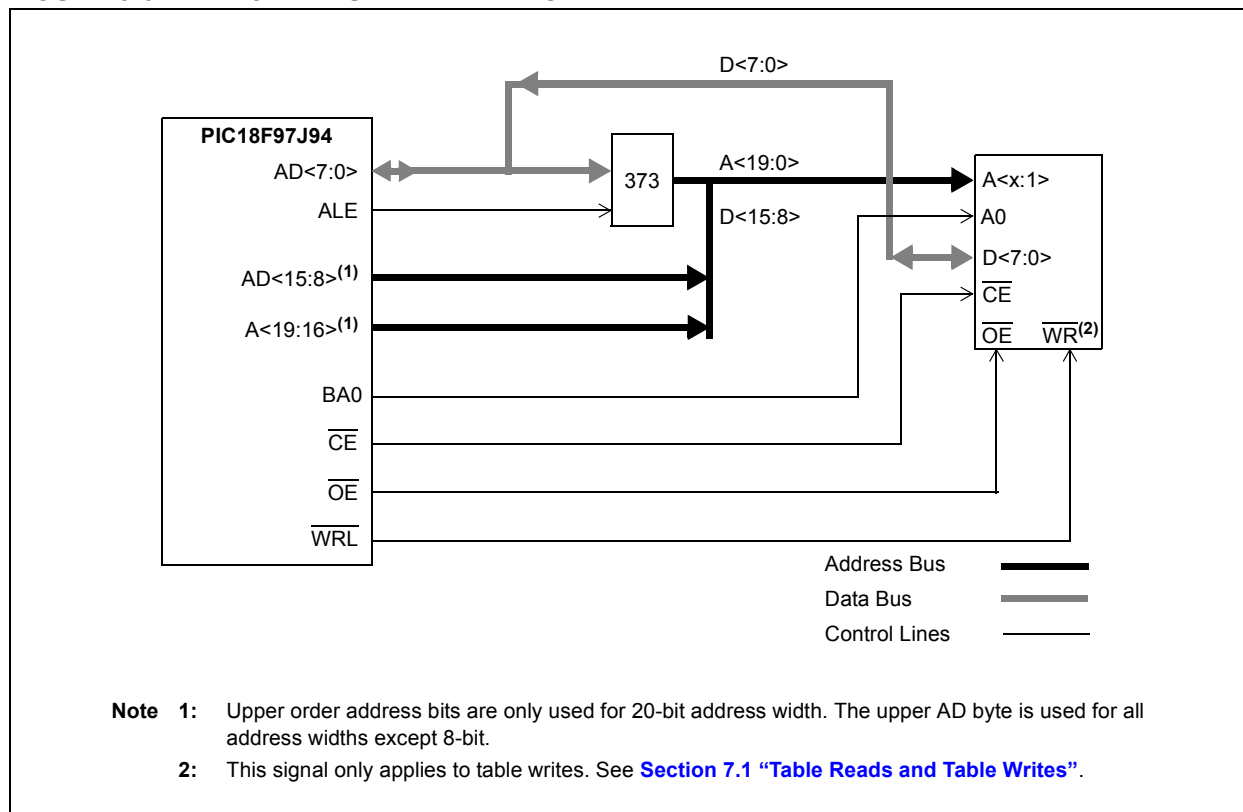 D<7:0>
PIC18F97J94
AD<7:0>
373
A<19:0>
A<x:1>
ALE
D<15:8>
A0
AD<15:8>(1)
D<7:0>
CE
A<19:16>(1)
OE WR(2)
BA0
CE
OE
WRL
Address Bus
Data Bus
Control Lines
Note 1: Upper order address bits are only used for 20-bit address width. The upper AD byte is used for all
address widths except 8-bit.
2: This signal only applies to table writes. See Section 7.1 “Table Reads and Table Writes”.